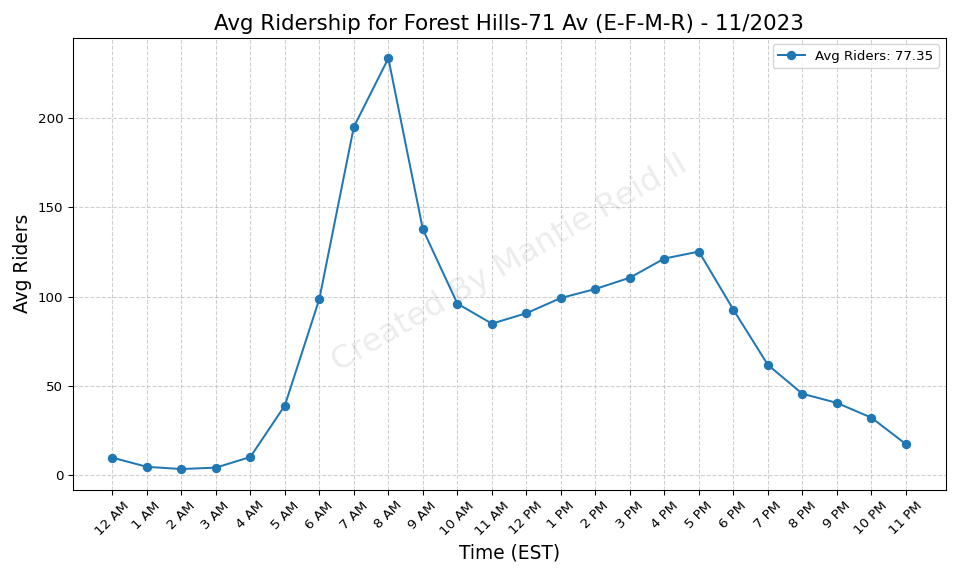 Avg Ridership for Forest Hills-71 Av (E-F-M-R) - 11/2023
Avg Riders: 77.35
200
150
100
50
0
Avg Riders
Created By Mantie Reid II
12 AM
1 AM
2 AM
3 AM
4 AM
5 AM
6 AM
7 AM
8 AM
9 AM
10 AM
11 AM
12 PM
1 PM
2 PM
3 PM
4 PM
5 PM
6 PM
7 PM
8 PM
9 PM
10 PM
11 PM
Time (EST)